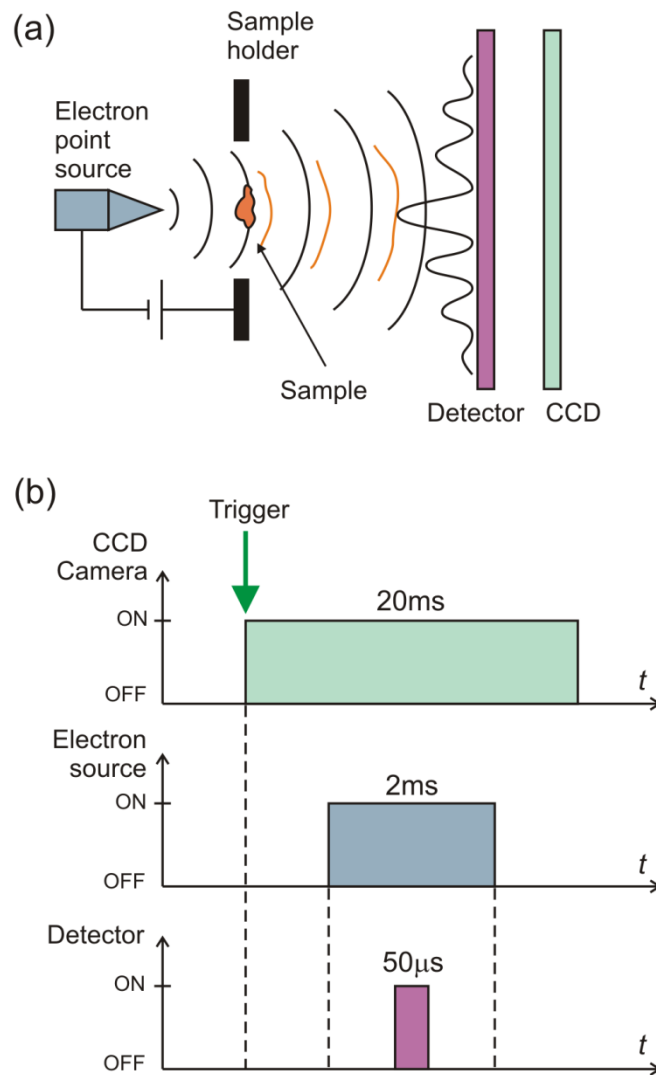 (a)
Sample
holder
Electron
point
source
Sample
Detector
CCD
(b)
Trigger
CCD
Camera
20ms
ON
OFF
t
Electron
source
2ms
ON
OFF
t
Detector
50μs
ON
OFF
t